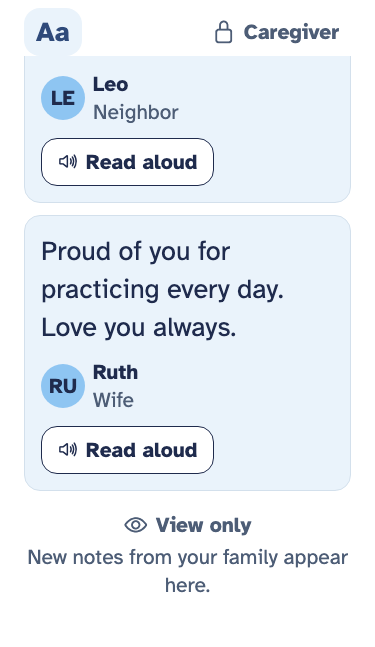 Aa
Caregiver
LE
Leo
Neighbor
Read aloud
Proud of you for
practicing every day.
Love you always.
RU
Ruth
Wife
Read aloud
View only
New notes from your family appear
here.